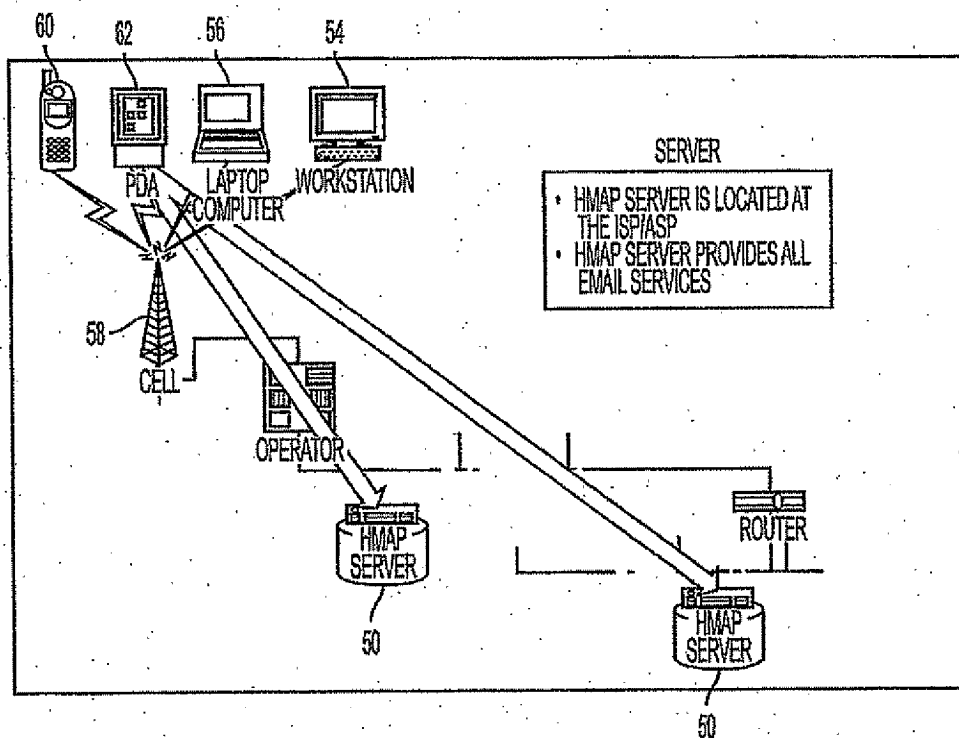 60
62
56
54
PDA
LAPTOP
COMPUTER
WORKSTATION
SERVER
• HMAP SERVER IS LOCATED AT
THE ISP/ASP
• HMAP SERVER PROVIDES ALL
EMAIL SERVICES
58
CELL
OPERATOR
ROUTER
HMAP
SERVER
50
HMAP
SERVER
50